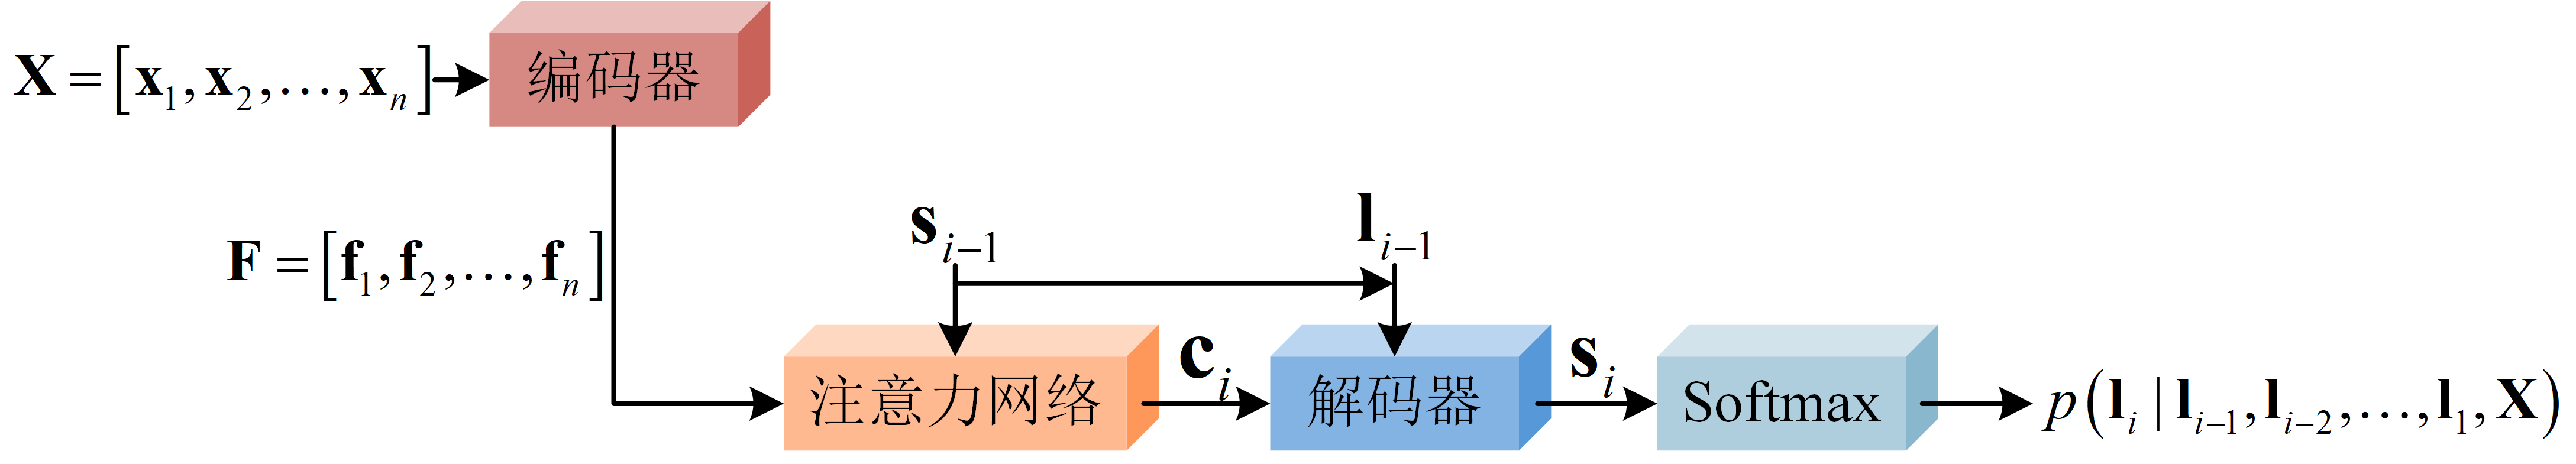 X = [x₁, x₂, …, xₙ]
编码器
F = [f₁, f₂, …, fₙ]
sᵢ₋₁
lᵢ₋₁
注意力网络
cᵢ
解码器
sᵢ
Softmax
p(lᵢ | lᵢ₋₁, lᵢ₋₂, …, l₁, X)